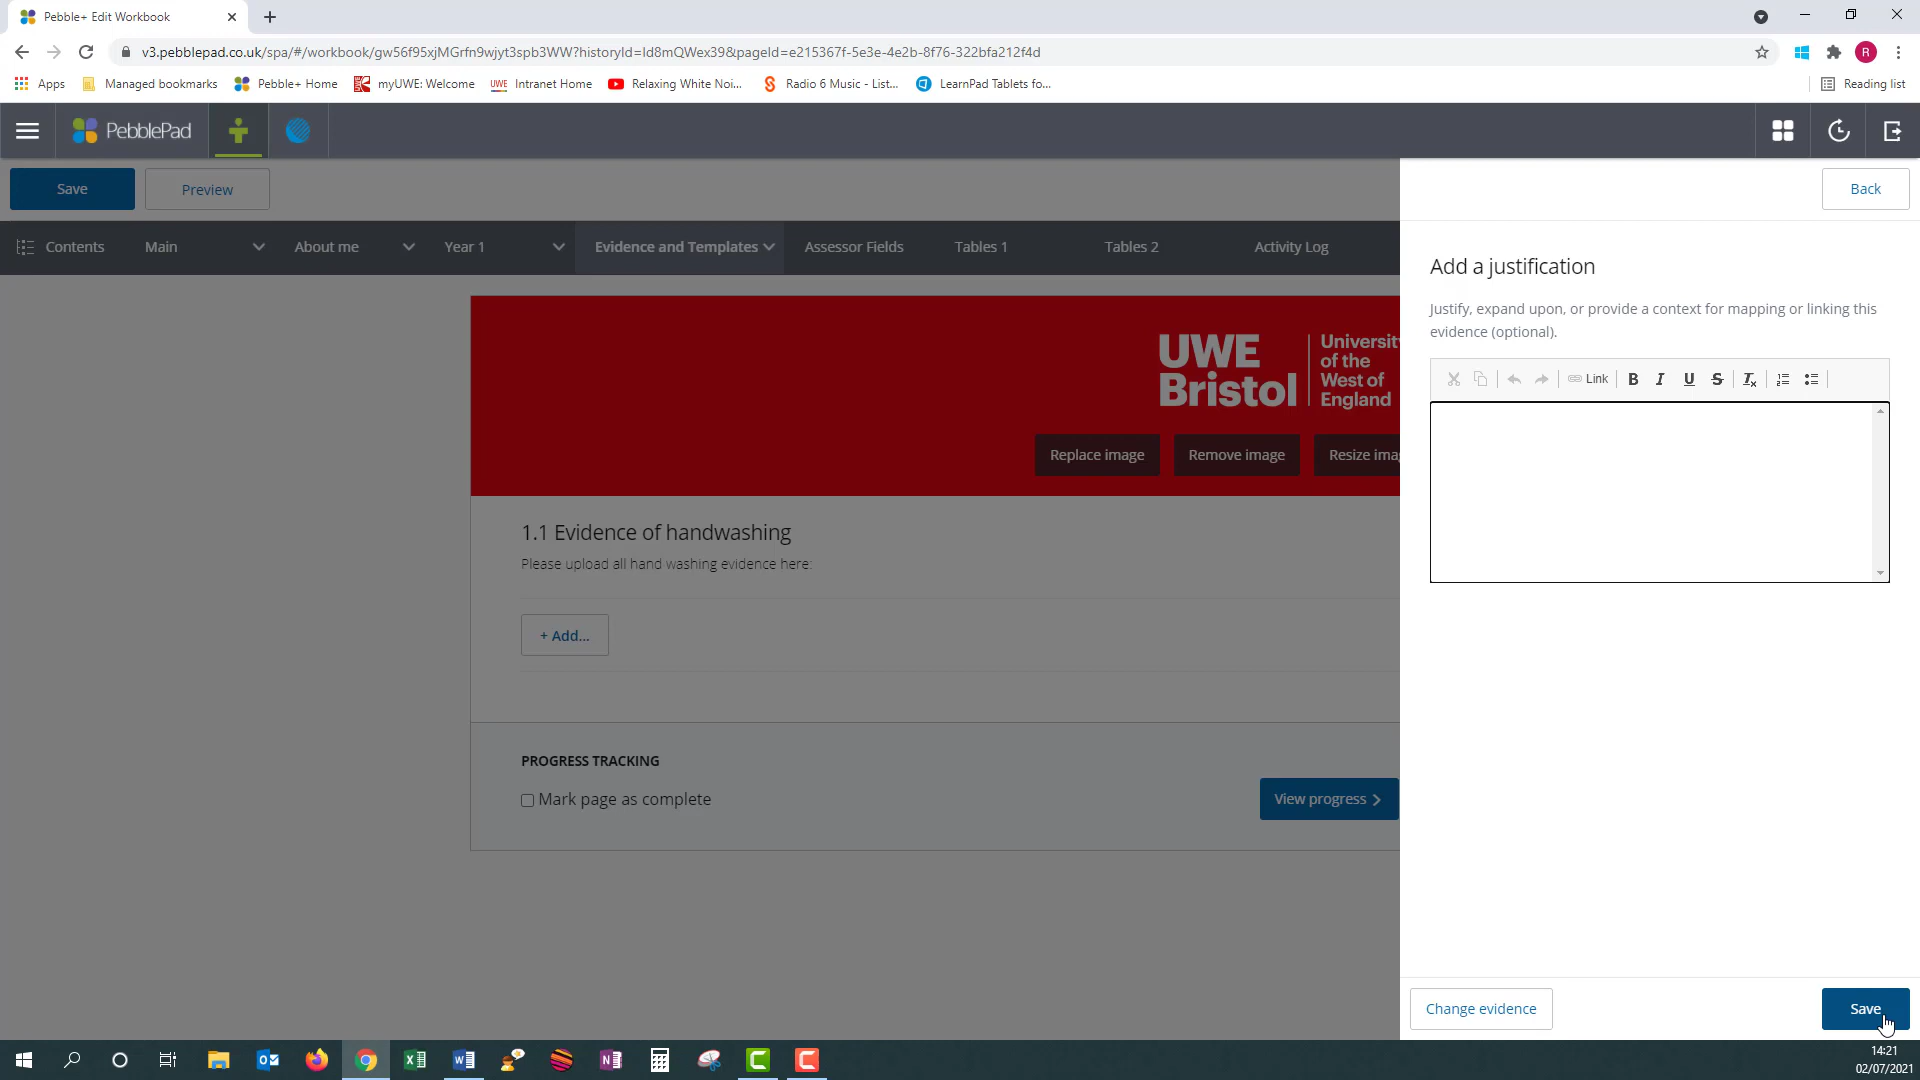 Pebble+ Edit Workbook
v3.pebblepad.co.uk/spa/#/workbook/gw56f95xjMGrfn9wjyt3spb3WW?historyId=Id8mQWex39&pageId=e215367f-5e3e-4e2b-8f76-322bfa212f4d
R
Apps Managed bookmarks Pebble+ Home myUWE: Welcome UWE Intranet Home Relaxing White Noi... Radio 6 Music - List... LearnPad Tablets fo... Reading list
PebblePad
Save Preview
Back
Contents Main About me Year 1 Evidence and Templates Assessor Fields Tables 1 Tables 2 Activity Log
Add a justification
Justify, expand upon, or provide a context for mapping or linking this
evidence (optional).
Link B I U S
UWE
Bristol
Universit
of the
West of
England
Replace image Remove image Resize imag
1.1 Evidence of handwashing
Please upload all hand washing evidence here:
+ Add...
PROGRESS TRACKING
Mark page as complete
View progress
Change evidence Save
14:21
02/07/2021